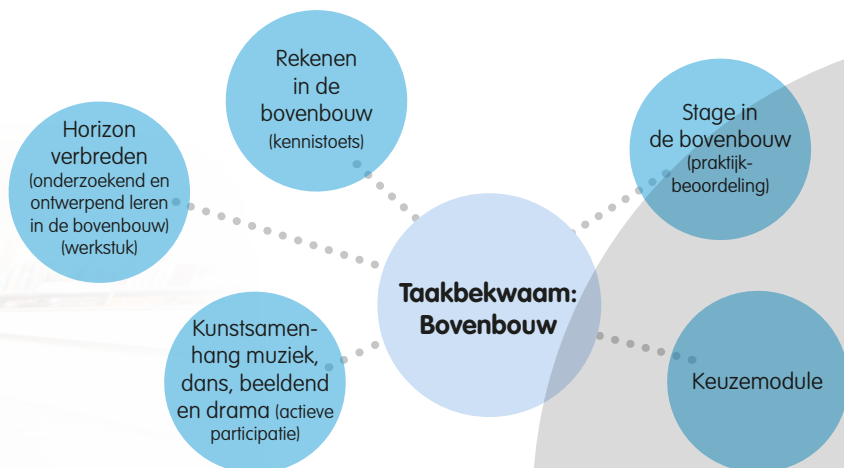 Rekenen
in de
bovenbouw
(kennistoets)
Horizon
verbreden
(onderzoekend en
ontwerpend leren
in de bovenbouw)
(werkstuk)
Stage in
de bovenbouw
(praktijk-
beoordeling)
Taakbekwaam:
Bovenbouw
Kunstsamen-
hang muziek,
dans, beeldend
en drama (actieve
participatie)
Keuzemodule